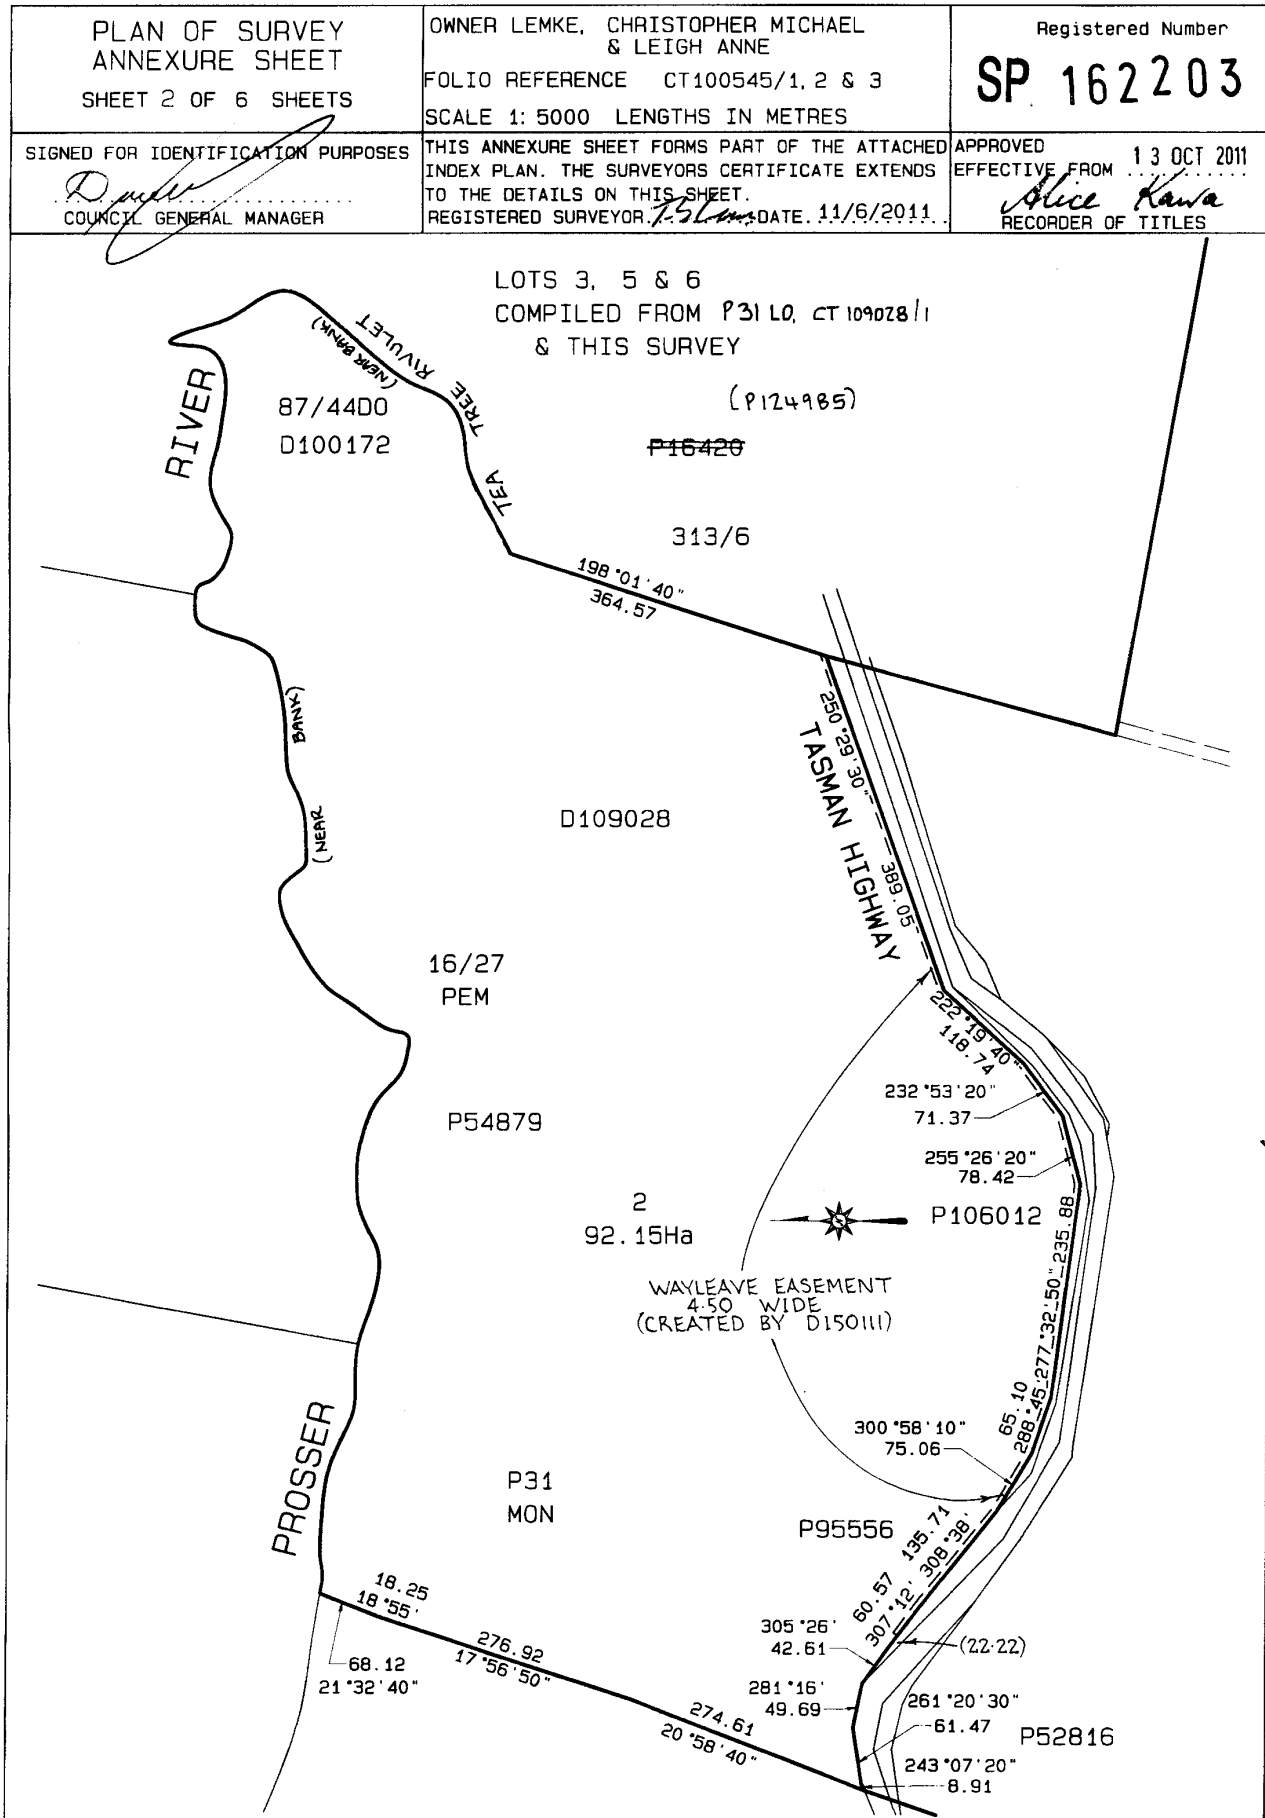 PLAN OF SURVEY
ANNEXURE SHEET
SHEET 2 OF 6 SHEETS
OWNER LEMKE, CHRISTOPHER MICHAEL
& LEIGH ANNE
FOLIO REFERENCE CT100545/1, 2 & 3
SCALE 1: 5000 LENGTHS IN METRES
Registered Number
SP 162203
SIGNED FOR IDENTIFICATION PURPOSES
COUNCIL GENERAL MANAGER
THIS ANNEXURE SHEET FORMS PART OF THE ATTACHED
INDEX PLAN. THE SURVEYORS CERTIFICATE EXTENDS
TO THE DETAILS ON THIS SHEET.
REGISTERED SURVEYOR. DATE. 11/6/2011
APPROVED
EFFECTIVE FROM 13 OCT 2011
Alice Kawa
RECORDER OF TITLES
LOTS 3, 5 & 6
COMPILED FROM P31 LO, CT 109028/1
& THIS SURVEY
(P124985)
P16420
313/6
87/44DO
D100172
TEA TREE RIVULET
(NEAR BANK)
RIVER
198°01'40"
364.57
250°29'30"
389.05
TASMAN HIGHWAY
(NEAR BANK)
D109028
16/27
PEM
222°19'40"
118.74
232°53'20"
71.37
P54879
255°26'20"
78.42
2
92.15Ha
P106012
277°32'50"
235.88
WAYLEAVE EASEMENT
4.50 WIDE
(CREATED BY D150111)
65.10
288°45'
300°58'10"
75.06
PROSSER
P31
MON
P95556
135.71
308°38'
60.57
307°12'
18.25
18°55'
305°26'
42.61
(22.22)
276.92
17°56'50"
68.12
21°32'40"
281°16'
49.69
261°20'30"
61.47
P52816
274.61
20°58'40"
243°07'20"
8.91